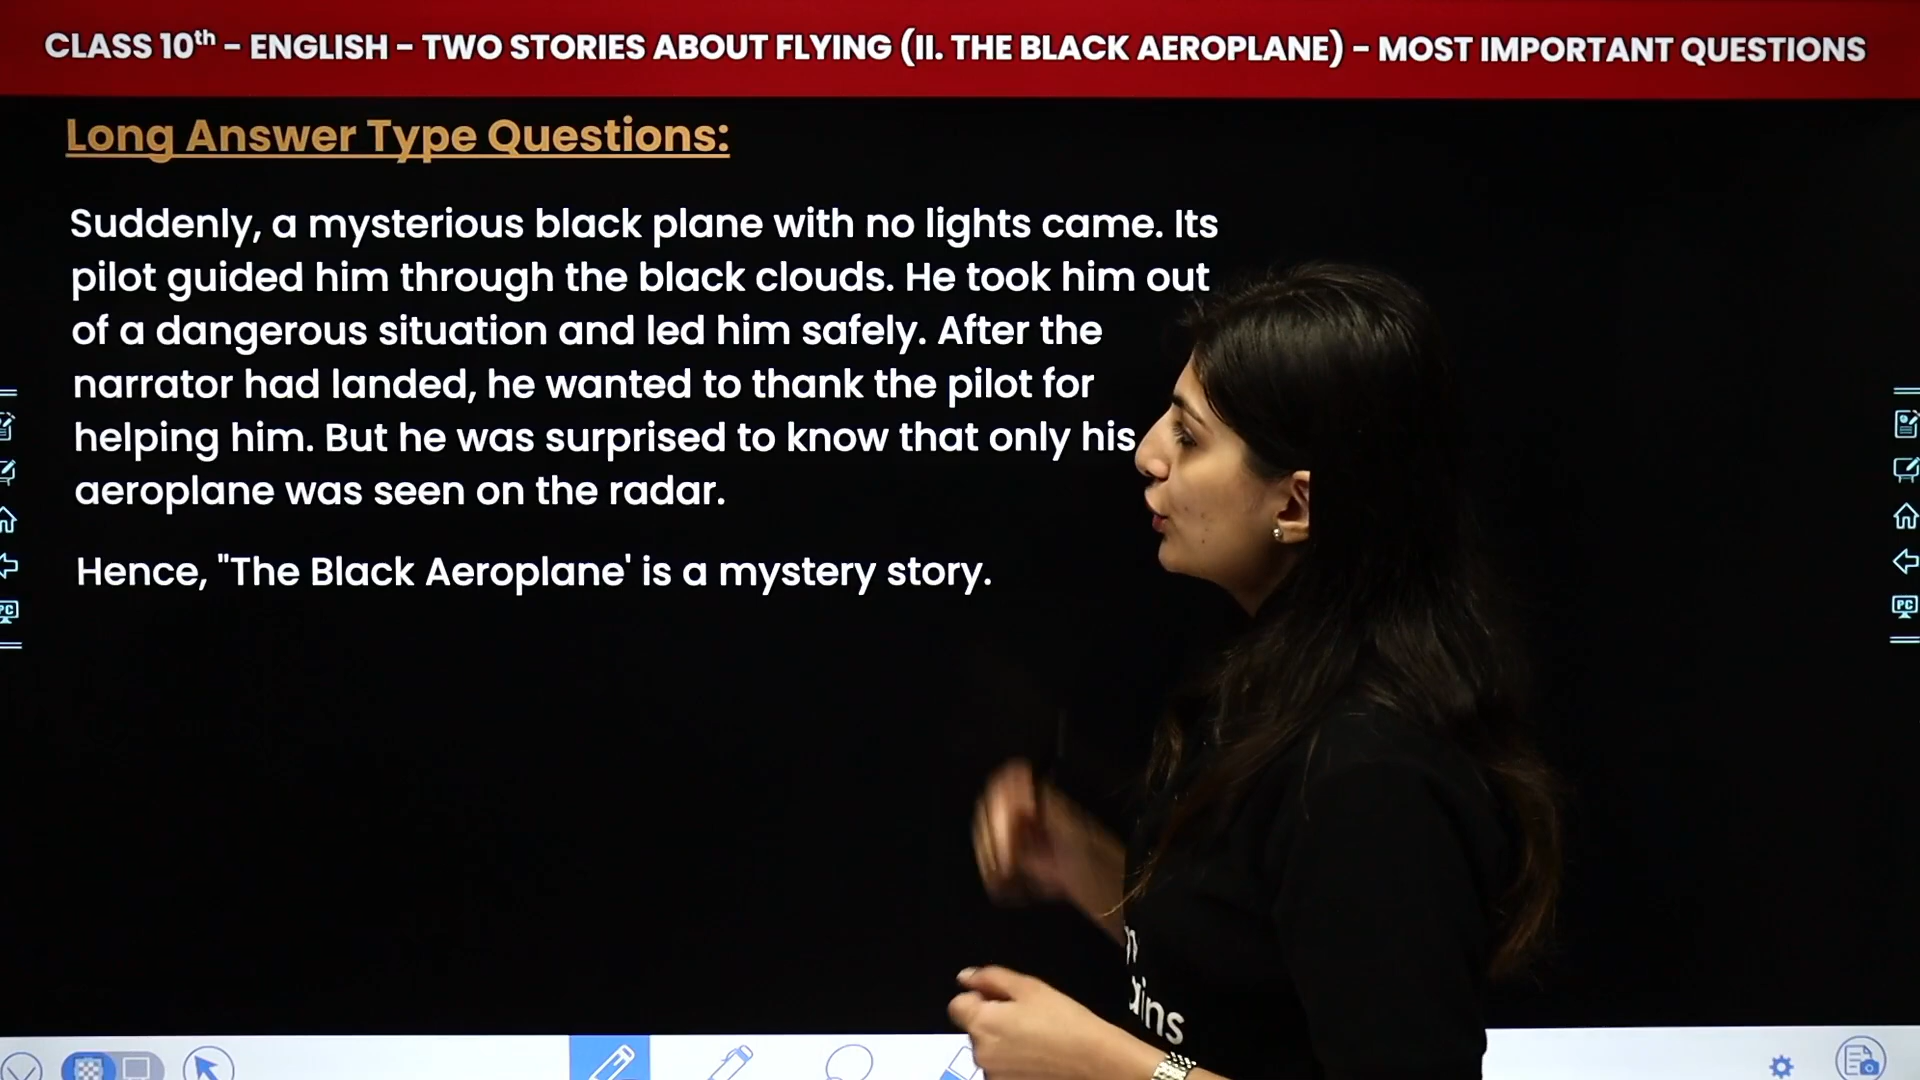 CLASS 10th - ENGLISH - TWO STORIES ABOUT FLYING (II. THE BLACK AEROPLANE) - MOST IMPORTANT QUESTIONS
Long Answer Type Questions:
Suddenly, a mysterious black plane with no lights came. Its
pilot guided him through the black clouds. He took him out
of a dangerous situation and led him safely. After the
narrator had landed, he wanted to thank the pilot for
helping him. But he was surprised to know that only his
aeroplane was seen on the radar.
Hence, "The Black Aeroplane' is a mystery story.
PC
PC